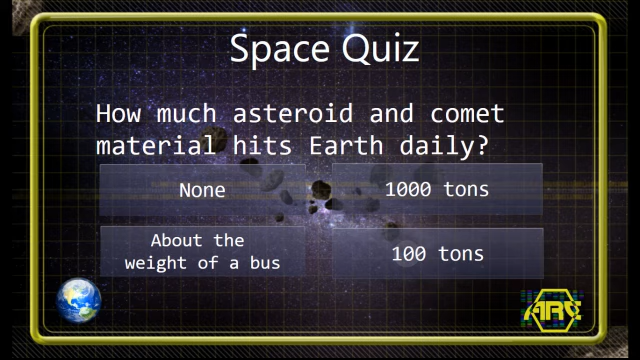 Space Quiz
How much asteroid and comet
material hits Earth daily?
None
1000 tons
About the
weight of a bus
100 tons
ARC